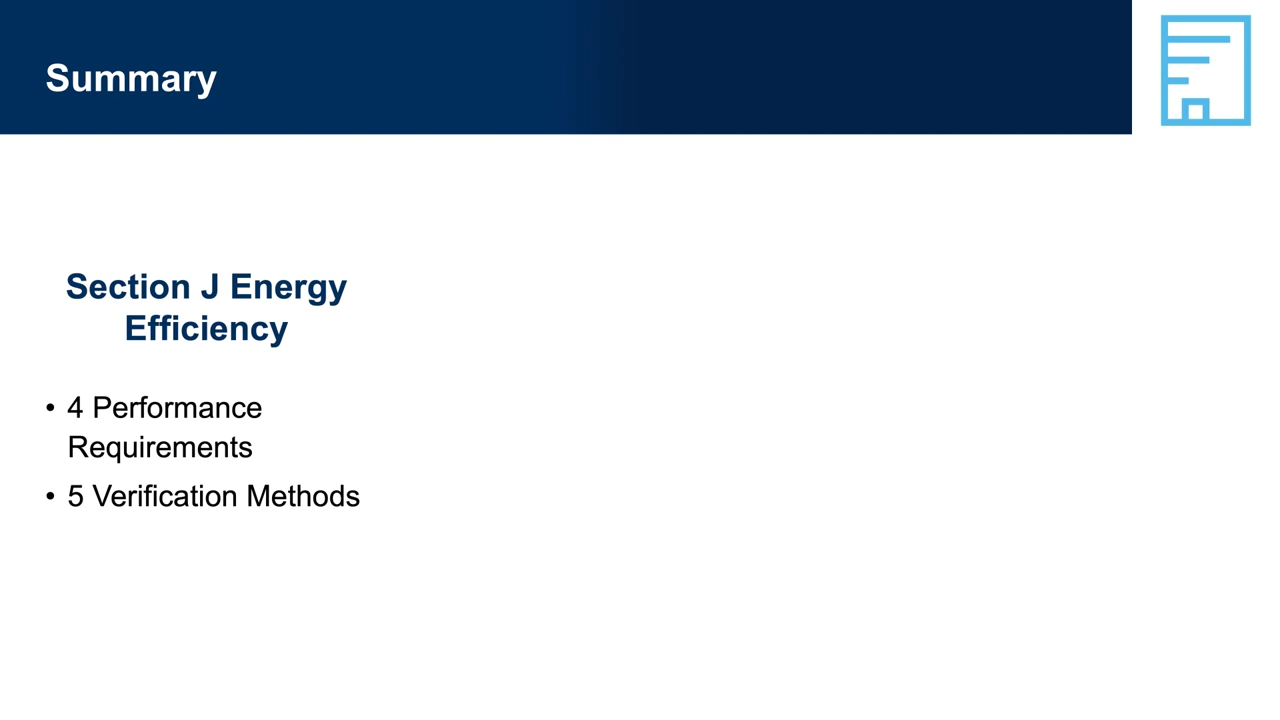 Summary
Section J Energy
Efficiency
• 4 Performance
Requirements
• 5 Verification Methods